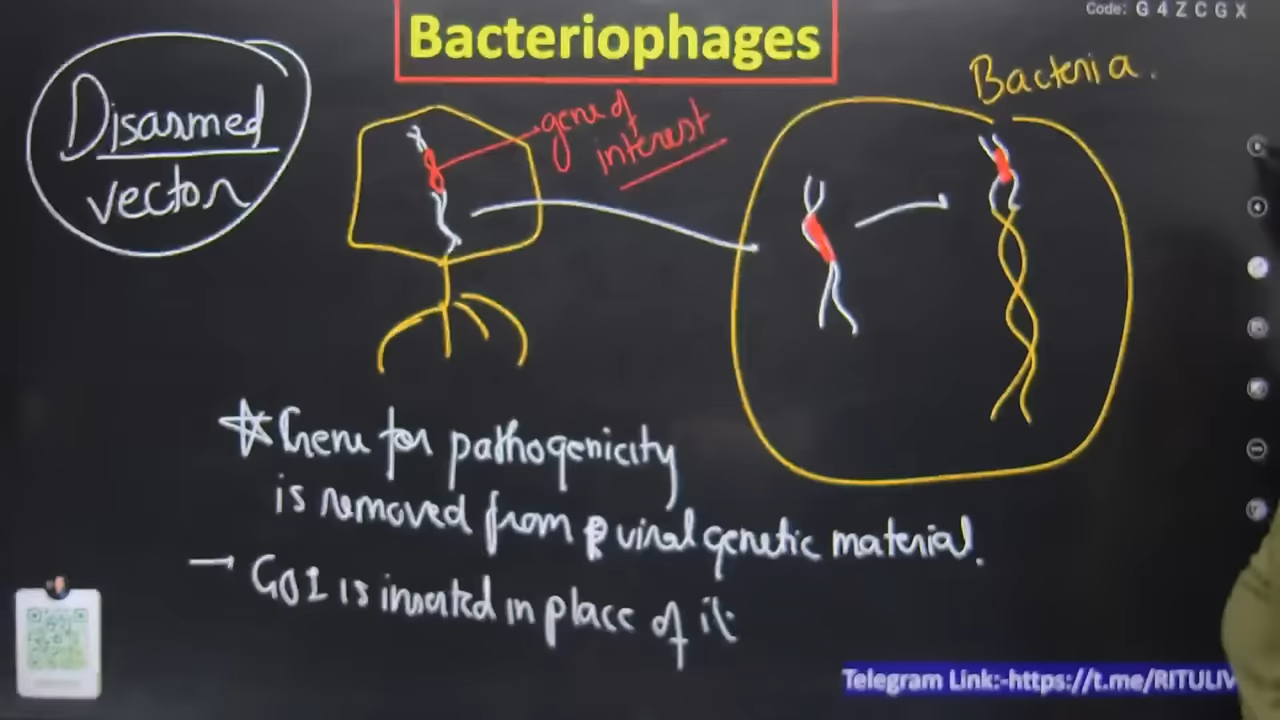 Code: G 4 Z C G X
Bacteriophages
Disarmed
vector
gene of
interest
Bacteria.
Gene for pathogenicity
is removed from viral genetic material.
→ GOI is inserted in place of it
Telegram Link:-https://t.me/RITULIV